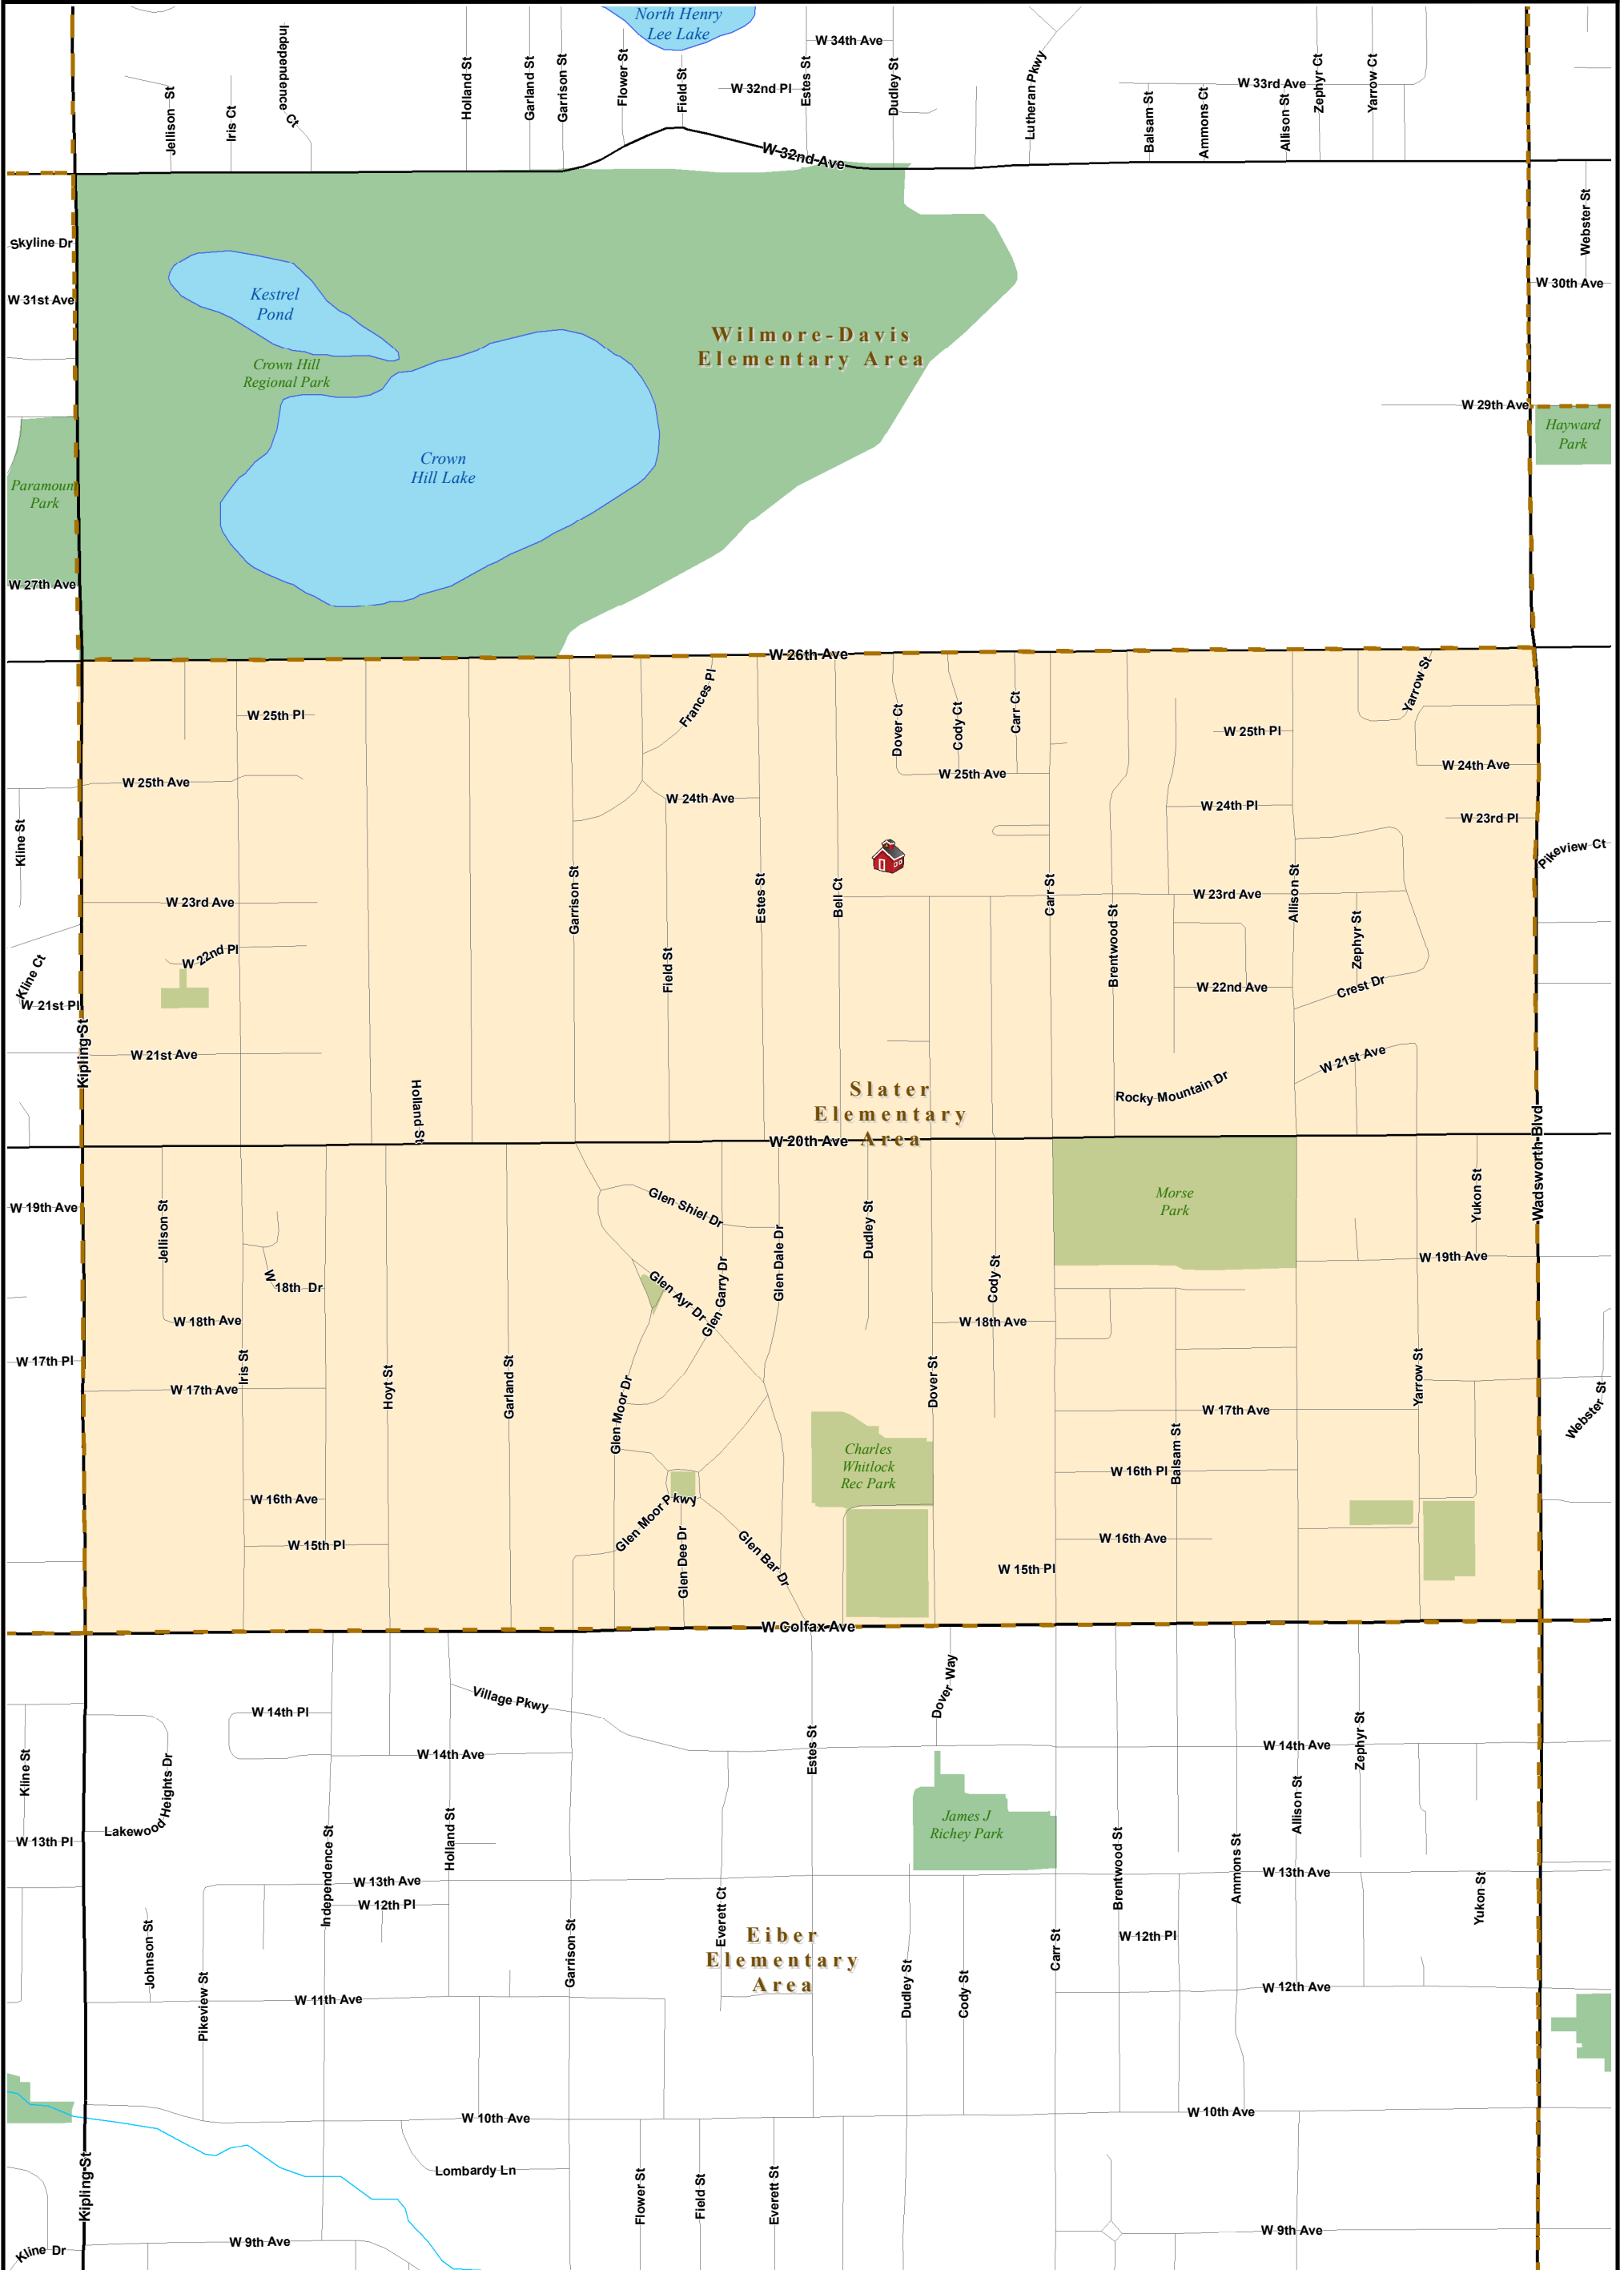 North Henry
Lee Lake
W 34th Ave
Independence Ct
Holland St
Garland St
Garrison St
Flower St
Field St
W 32nd Pl
Estes St
Dudley St
Lutheran Pkwy
W 33rd Ave
Zephyr Ct
Yarrow Ct
Jellison St
Iris Ct
Balsam St
Ammons Ct
Allison St
W 32nd Ave
Webster St
Skyline Dr
W 31st Ave
W 30th Ave
Kestrel
Pond
Wilmore-Davis
Elementary Area
Crown Hill
Regional Park
W 29th Ave
Hayward
Park
Crown
Hill Lake
Paramoun
Park
W 27th Ave
W 26th Ave
Frances Pl
Yarrow St
W 25th Pl
Dover Ct
Cody Ct
Carr Ct
W 25th Pl
W 25th Ave
W 25th Ave
W 24th Ave
W 24th Ave
W 24th Pl
W 23rd Pl
Kline St
Pikeview Ct
Garrison St
Estes St
Bell Ct
Carr St
W 23rd Ave
Allison St
W 23rd Ave
Brentwood St
Zephyr St
W 22nd Pl
Kline Ct
Field St
W 22nd Ave
Crest Dr
W 21st Pl
Kipling St
W 21st Ave
W 21st Ave
Holland St
Slater
Elementary
Area
Rocky Mountain Dr
W 20th Ave
Wadsworth Blvd
W 19th Ave
Jellison St
Glen Shiel Dr
Dudley St
Morse
Park
Yukon St
W 18th Dr
Glen Ayr Dr
Glen Garry Dr
Glen Dale Dr
Cody St
W 19th Ave
W 18th Ave
W 18th Ave
W 17th Pl
Iris St
Hoyt St
Garland St
Dover St
Yarrow St
W 17th Ave
Glen Moor Dr
W 17th Ave
Webster St
Charles
Whitlock
Rec Park
Balsam St
W 16th Pl
W 16th Ave
Glen Moor Pkwy
W 15th Pl
Glen Dee Dr
Glen Bar Dr
W 16th Ave
W 15th Pl
W Colfax Ave
Dover Way
Village Pkwy
W 14th Pl
Kline St
Heights Dr
W 14th Ave
Estes St
W 14th Ave
Zephyr St
Lakewood
W 13th Pl
Independence St
Holland St
James J
Richey Park
Allison St
Brentwood St
Ammons St
W 13th Ave
W 13th Ave
W 12th Pl
Yukon St
Johnson St
Everett Ct
Garrison St
Eiber
Elementary
Area
Carr St
W 12th Pl
Pikeview St
W 11th Ave
Dudley St
Cody St
W 12th Ave
W 10th Ave
W 10th Ave
Kipling St
Lombardy Ln
Flower St
Field St
Everett St
W 9th Ave
W 9th Ave
Kline Dr